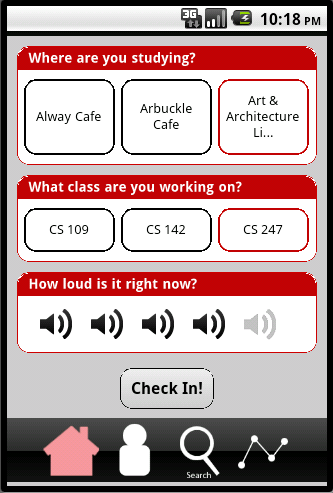 3G 10:18 PM
Where are you studying?
Alway Cafe
Arbuckle
Cafe
Art &
Architecture
Li...
What class are you working on?
CS 109 CS 142 CS 247
How loud is it right now?
Check In!
Search